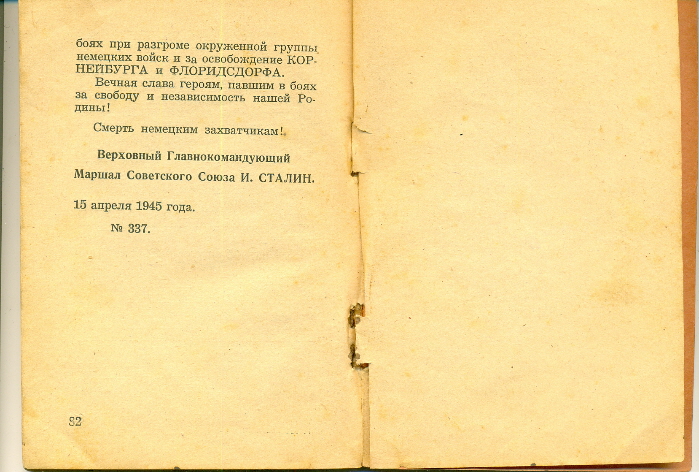 боях при разгроме окруженной группы
немецких войск и за освобождение КОР-
НЕЙБУРГА и ФЛОРИДСДОРФА.
Вечная слава героям, павшим в боях
за свободу и независимость нашей Ро-
дины!
Смерть немецким захватчикам!
Верховный Главнокомандующий
Маршал Советского Союза И. СТАЛИН.
15 апреля 1945 года.
№ 337.
82